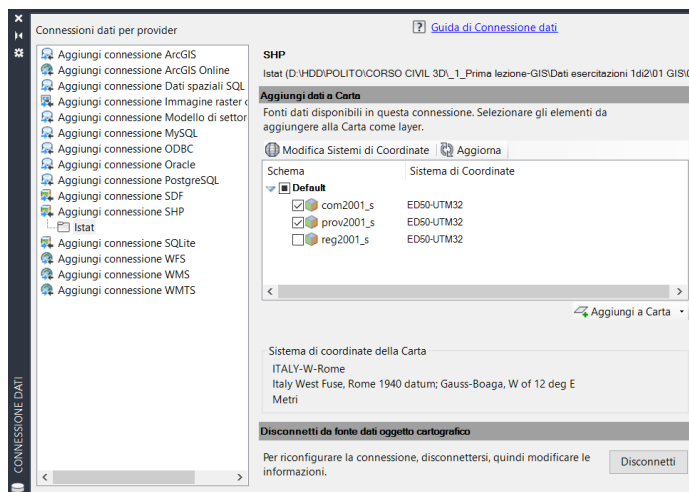 Connessioni dati per provider
Aggiungi connessione ArcGIS
Aggiungi connessione ArcGIS Online
Aggiungi connessione Dati spaziali SQL
Aggiungi connessione Immagine raster
Aggiungi connessione Modello di settor
Aggiungi connessione MySQL
Aggiungi connessione ODBC
Aggiungi connessione Oracle
Aggiungi connessione PostgreSQL
Aggiungi connessione SDF
Aggiungi connessione SHP
Istat
Aggiungi connessione SQLite
Aggiungi connessione WFS
Aggiungi connessione WMS
Aggiungi connessione WMTS
CONNESSIONE DATI
? Guida di Connessione dati
SHP
Istat (D:\HDD\POLITO\CORSO CIVIL 3D\_1_Prima lezione-GIS\Dati esercitazioni 1di2\01 GIS\
Aggiungi dati a Carta
Fonti dati disponibili in questa connessione. Selezionare gli elementi da
aggiungere alla Carta come layer.
Modifica Sistemi di Coordinate Aggiorna
Schema Sistema di Coordinate
Default
com2001_s ED50-UTM32
prov2001_s ED50-UTM32
reg2001_s ED50-UTM32
Aggiungi a Carta
Sistema di coordinate della Carta
ITALY-W-Rome
Italy West Fuse, Rome 1940 datum; Gauss-Boaga, W of 12 deg E
Metri
Disconnetti da fonte dati oggetto cartografico
Per riconfigurare la connessione, disconnettersi, quindi modificare le
informazioni.
Disconnetti